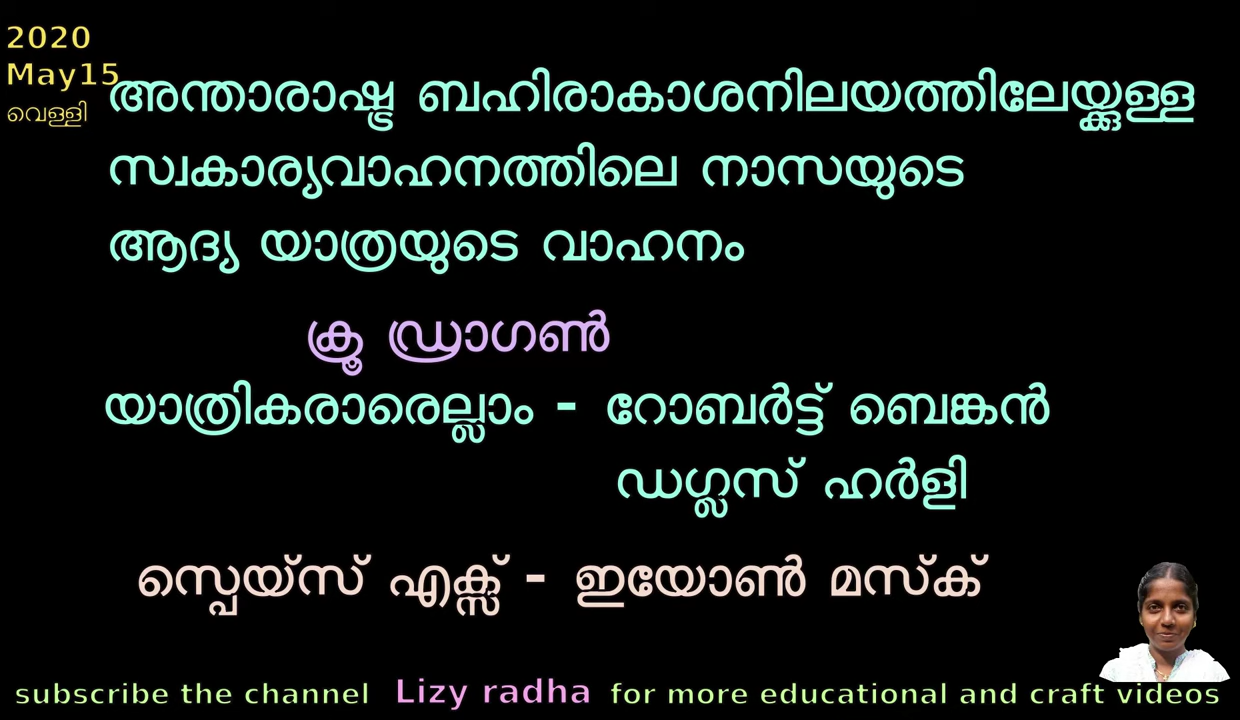 2020
May15
വെള്ളി
അന്താരാഷ്ട്ര ബഹിരാകാശനിലയത്തിലേയ്ക്കുള്ള
സ്വകാര്യവാഹനത്തിലെ നാസയുടെ
ആദ്യ യാത്രയുടെ വാഹനം
ക്രൂ ഡ്രാഗൺ
യാത്രികരാരെല്ലാം - റോബർട്ട് ബെങ്കൻ
ഡഗ്ലസ് ഹർളി
സ്പെയ്സ് എക്സ് - ഇയോൺ മസ്ക്
subscribe the channel Lizy radha for more educational and craft videos